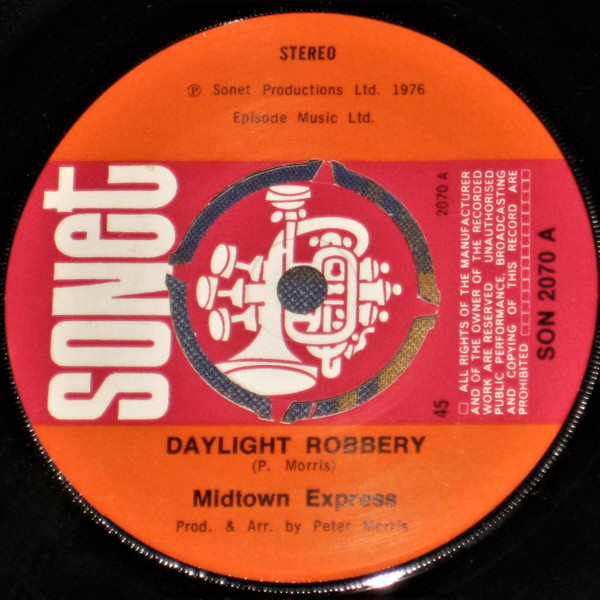 STEREO
℗ Sonet Productions Ltd. 1976
Episode Music Ltd.
sonet
2070 A
45
ALL RIGHTS OF THE MANUFACTURER
AND OF THE OWNER OF THE RECORDED
WORK ARE RESERVED UNAUTHORISED
PUBLIC PERFORMANCE, BROADCASTING
AND COPYING OF THIS RECORD ARE
PROHIBITED
SON 2070 A
DAYLIGHT ROBBERY
(P. Morris)
Midtown Express
Prod. & Arr. by Peter Morris